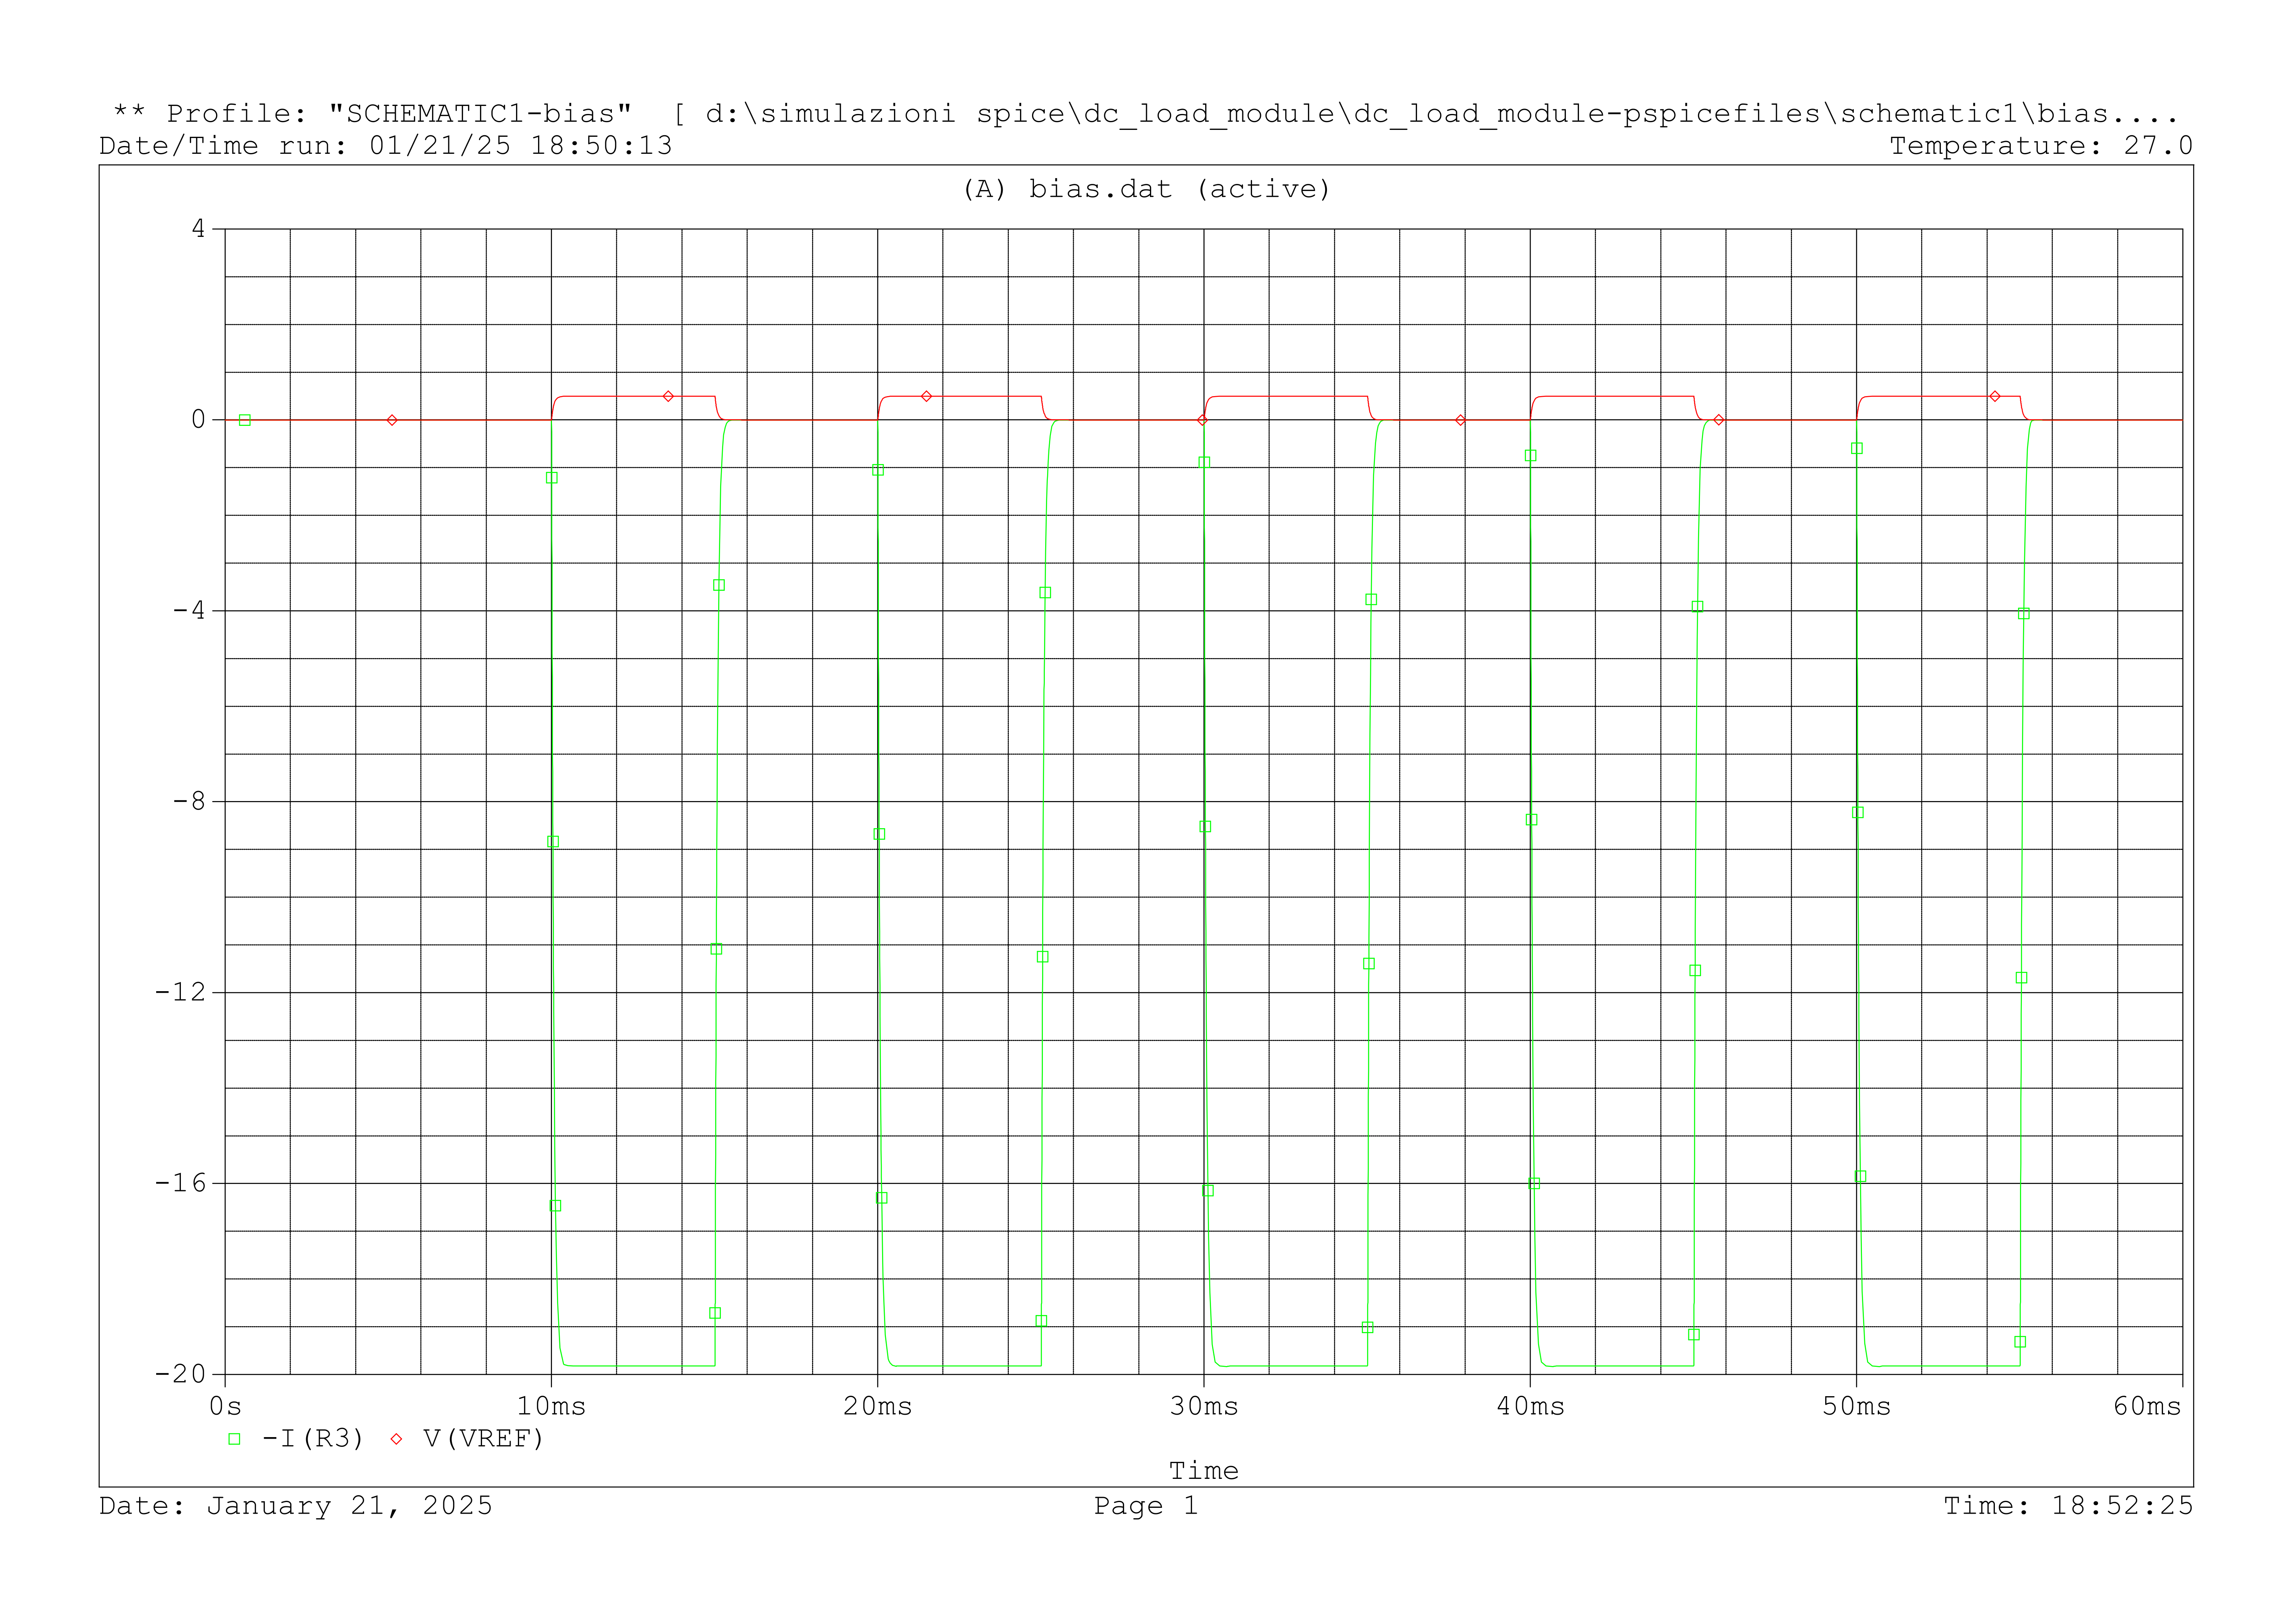 ** Profile: "SCHEMATIC1-bias"  [ d:\simulazioni spice\dc_load_module\dc_load_module-pspicefiles\schematic1\bias....
Date/Time run: 01/21/25 18:50:13 Temperature: 27.0
(A) bias.dat (active)
4
0
-4
-8
-12
-16
-20
0s 10ms 20ms 30ms 40ms 50ms 60ms
-I(R3) V(VREF)
Time
Date: January 21, 2025 Page 1 Time: 18:52:25